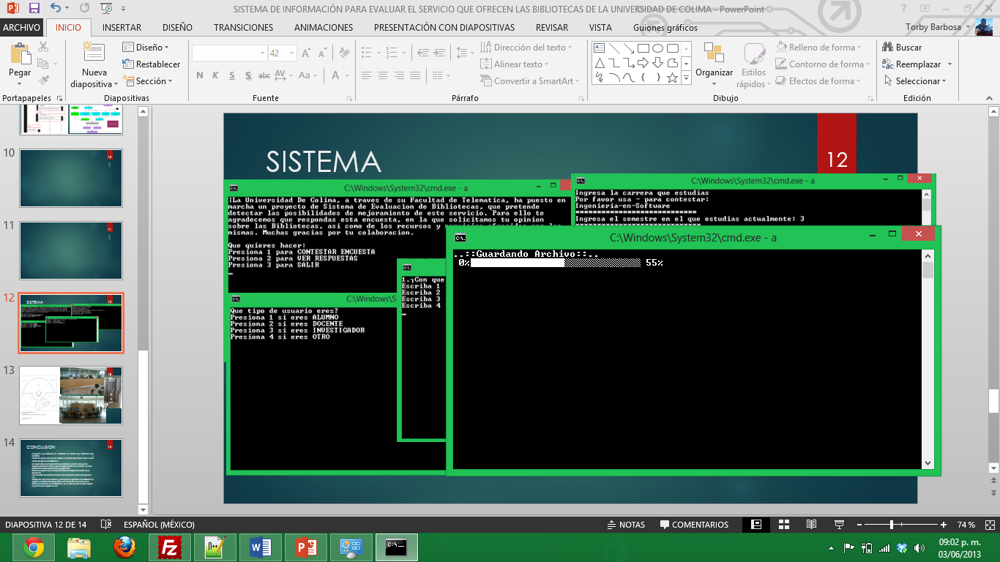 SISTEMA DE INFORMACIÓN PARA EVALUAR EL SERVICIO QUE OFRECEN LAS BIBLIOTECAS DE LA UNIVERSIDAD DE COLIMA - PowerPoint
ARCHIVO INICIO INSERTAR DISEÑO TRANSICIONES ANIMACIONES PRESENTACIÓN CON DIAPOSITIVAS REVISAR VISTA Guiones gráficos Torby Barbosa
Pegar
Nueva diapositiva
Diseño
Restablecer
Sección
42
N K S S abc AV Aa A
Dirección del texto
Alinear texto
Convertir a SmartArt
Organizar
Estilos rápidos
Relleno de forma
Contorno de forma
Efectos de forma
Buscar
Reemplazar
Seleccionar
Portapapeles Diapositivas Fuente Párrafo Dibujo Edición
10
11
12
SISTEMA
13
14
CONCLUSION
SISTEMA
12
C:\Windows\System32\cmd.exe - a
¡La Universidad De Colima, a traves de su Facultad de Telematica, ha puesto en
marcha un proyecto de Sistema de Evaluacion de Bibliotecas, que pretende
detectar las posibilidades de mejoramiento de este servicio. Para ello te
agradecemos que respondas esta encuesta, en la que solicitamos tu opinion
sobre las Bibliotecas, asi como de los recursos y servicios ofrecidos por las
mismas. Muchas gracias por tu colaboracion.
Que quieres hacer:
Presiona 1 para CONTESTAR ENCUESTA
Presiona 2 para VER RESPUESTAS
Presiona 3 para SALIR
C:\Windows\System32\cmd.exe - a
Ingresa la carrera que estudias
Por favor usa - para contestar:
Ingenieria-en-Software
****************************
Ingresa el semestre en el que estudias actualmente: 3
C:\Windows\S
Que tipo de usuario eres?
Presiona 1 si eres ALUMNO
Presiona 2 si eres DOCENTE
Presiona 3 si eres INVESTIGADOR
Presiona 4 si eres OTRO
1.¿Con que
Escriba 1
Escriba 2
Escriba 3
Escriba 4
C:\Windows\System32\cmd.exe - a
..::Guardando Archivo::..
0% 55%
DIAPOSITIVA 12 DE 14 ESPAÑOL (MÉXICO) NOTAS COMENTARIOS 74 %
09:02 p. m.
03/06/2013